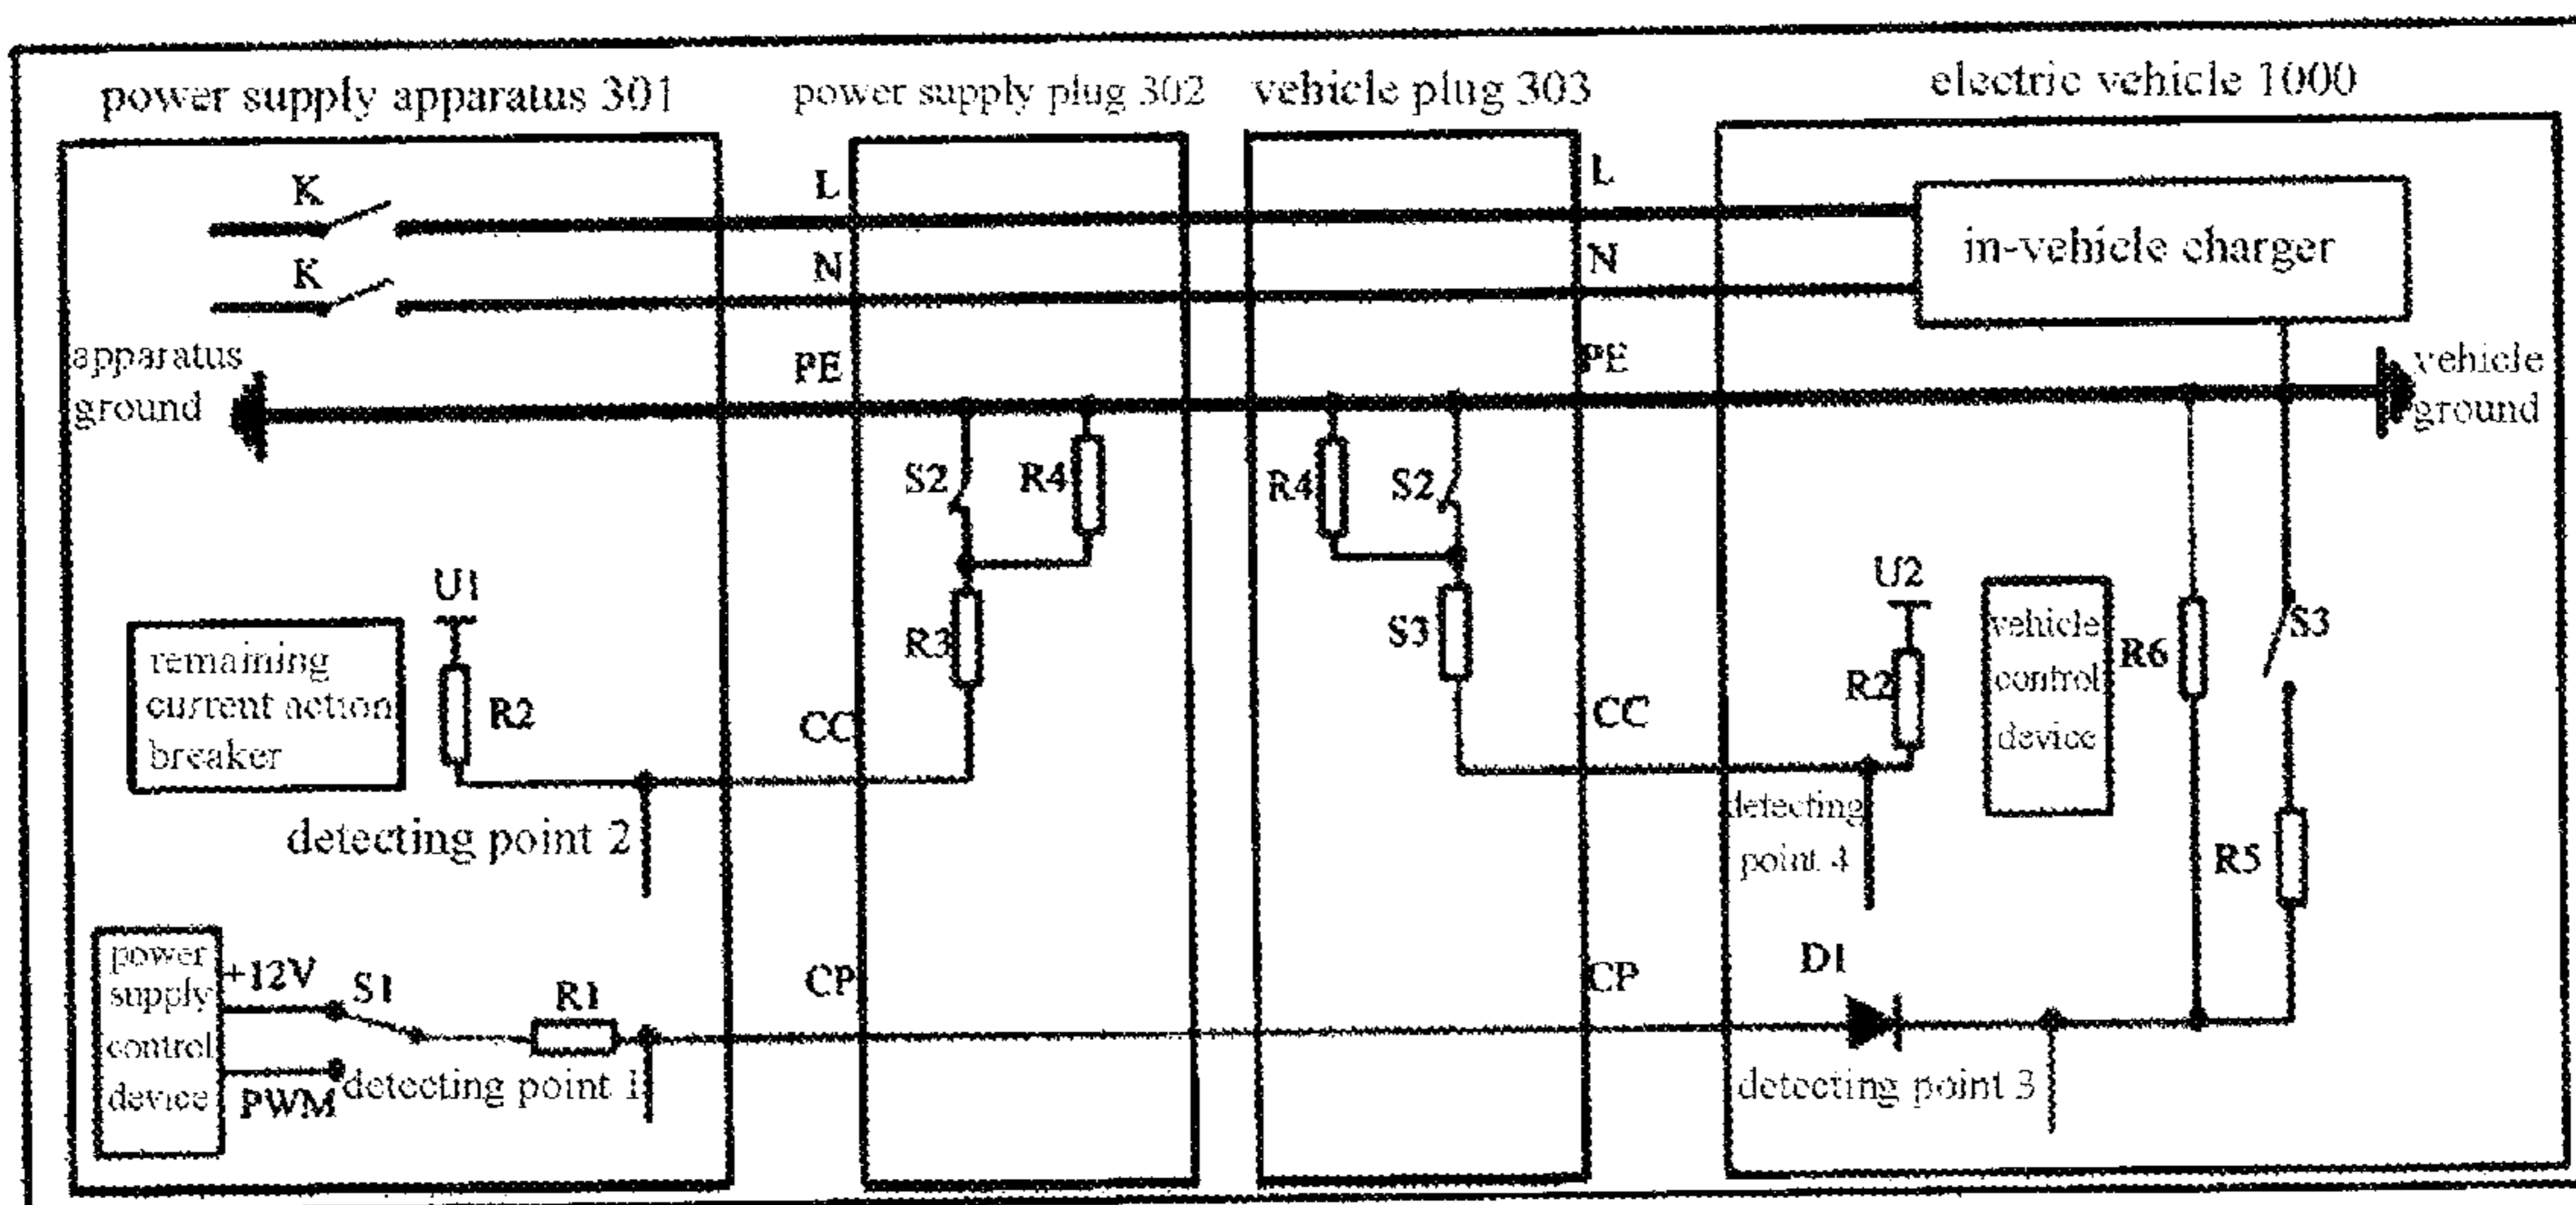 power supply apparatus 301
power supply plug 302
vehicle plug 303
electric vehicle 1000
K
L
L
in-vehicle charger
K
N
N
apparatus
ground
PE
PE
vehicle
ground
S2
R4
R4
S2
U1
U2
remaining
current action
breaker
R2
R3
S3
R2
vehicle
control
device
R6
S3
CC
CC
detecting point 2
detecting
point 4
R5
power
supply
control
device
+12V
S1
R1
CP
CP
D1
PWM
detecting point 1
detecting point 3